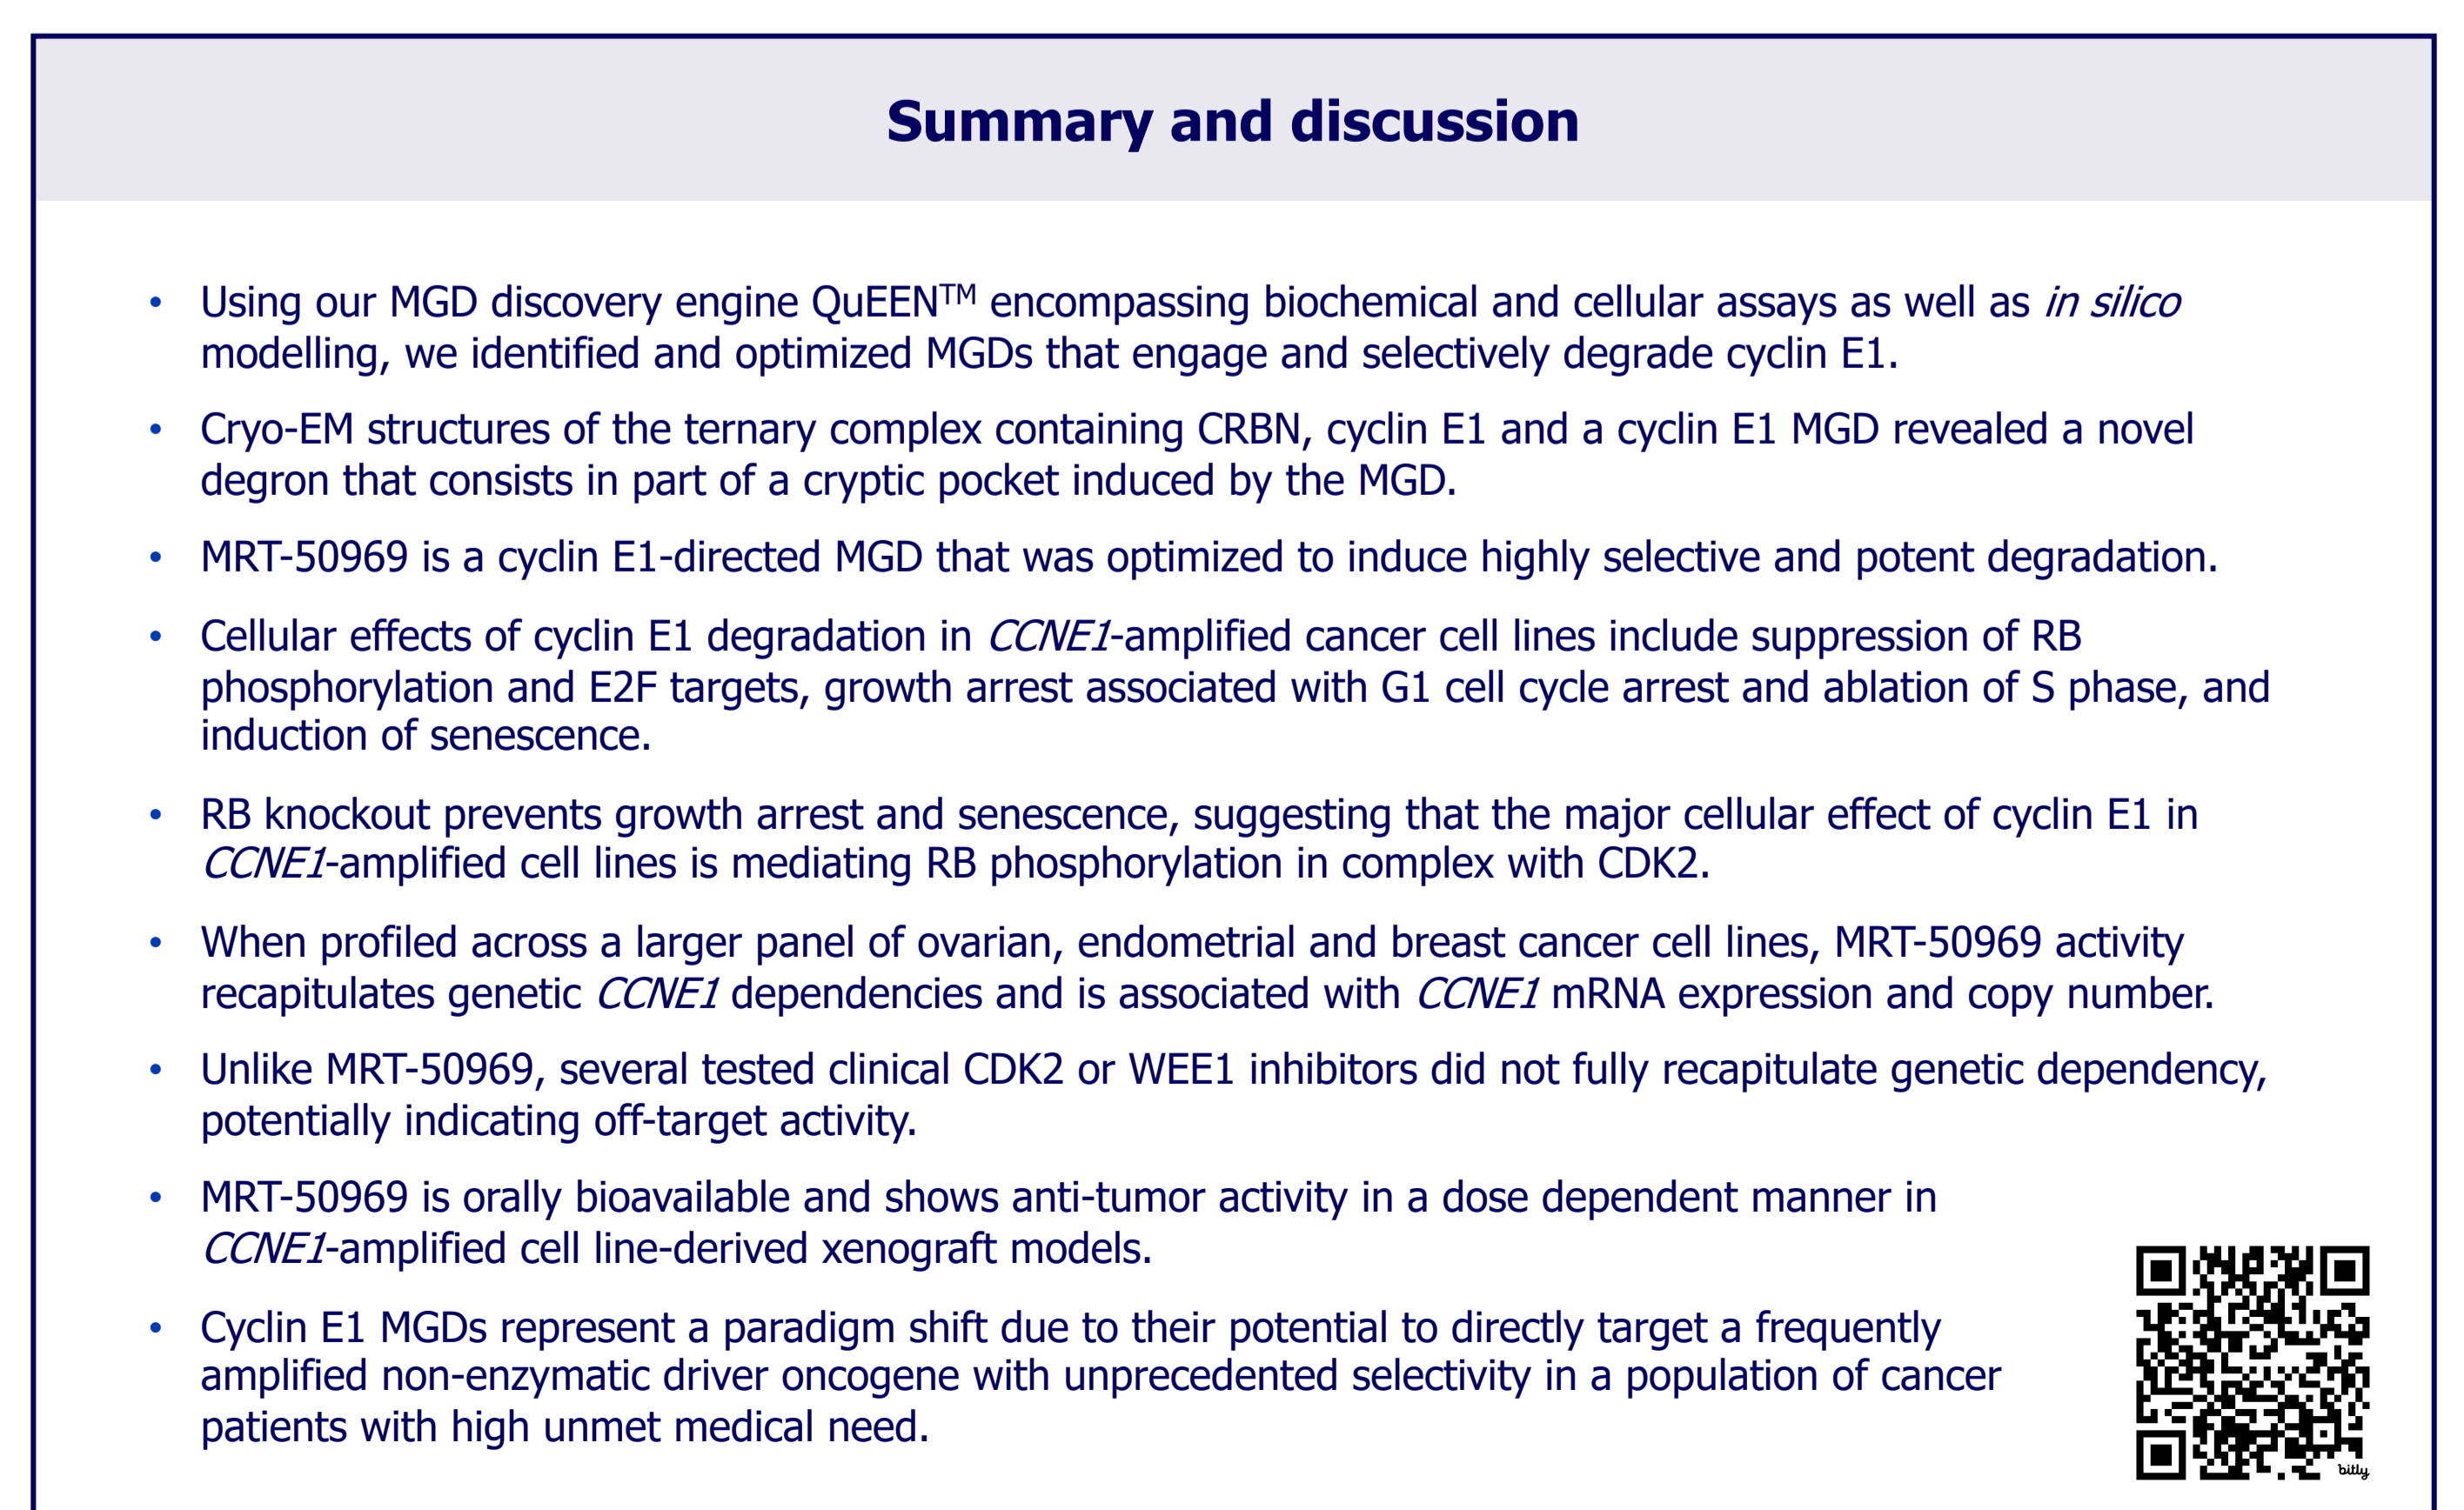 Summary and discussion
• Using our MGD discovery engine QuEEN™ encompassing biochemical and cellular assays as well as in silico
modelling, we identified and optimized MGDs that engage and selectively degrade cyclin E1.
• Cryo-EM structures of the ternary complex containing CRBN, cyclin E1 and a cyclin E1 MGD revealed a novel
degron that consists in part of a cryptic pocket induced by the MGD.
• MRT-50969 is a cyclin E1-directed MGD that was optimized to induce highly selective and potent degradation.
• Cellular effects of cyclin E1 degradation in CCNE1-amplified cancer cell lines include suppression of RB
phosphorylation and E2F targets, growth arrest associated with G1 cell cycle arrest and ablation of S phase, and
induction of senescence.
• RB knockout prevents growth arrest and senescence, suggesting that the major cellular effect of cyclin E1 in
CCNE1-amplified cell lines is mediating RB phosphorylation in complex with CDK2.
• When profiled across a larger panel of ovarian, endometrial and breast cancer cell lines, MRT-50969 activity
recapitulates genetic CCNE1 dependencies and is associated with CCNE1 mRNA expression and copy number.
• Unlike MRT-50969, several tested clinical CDK2 or WEE1 inhibitors did not fully recapitulate genetic dependency,
potentially indicating off-target activity.
• MRT-50969 is orally bioavailable and shows anti-tumor activity in a dose dependent manner in
CCNE1-amplified cell line-derived xenograft models.
• Cyclin E1 MGDs represent a paradigm shift due to their potential to directly target a frequently
amplified non-enzymatic driver oncogene with unprecedented selectivity in a population of cancer
patients with high unmet medical need.
bitly